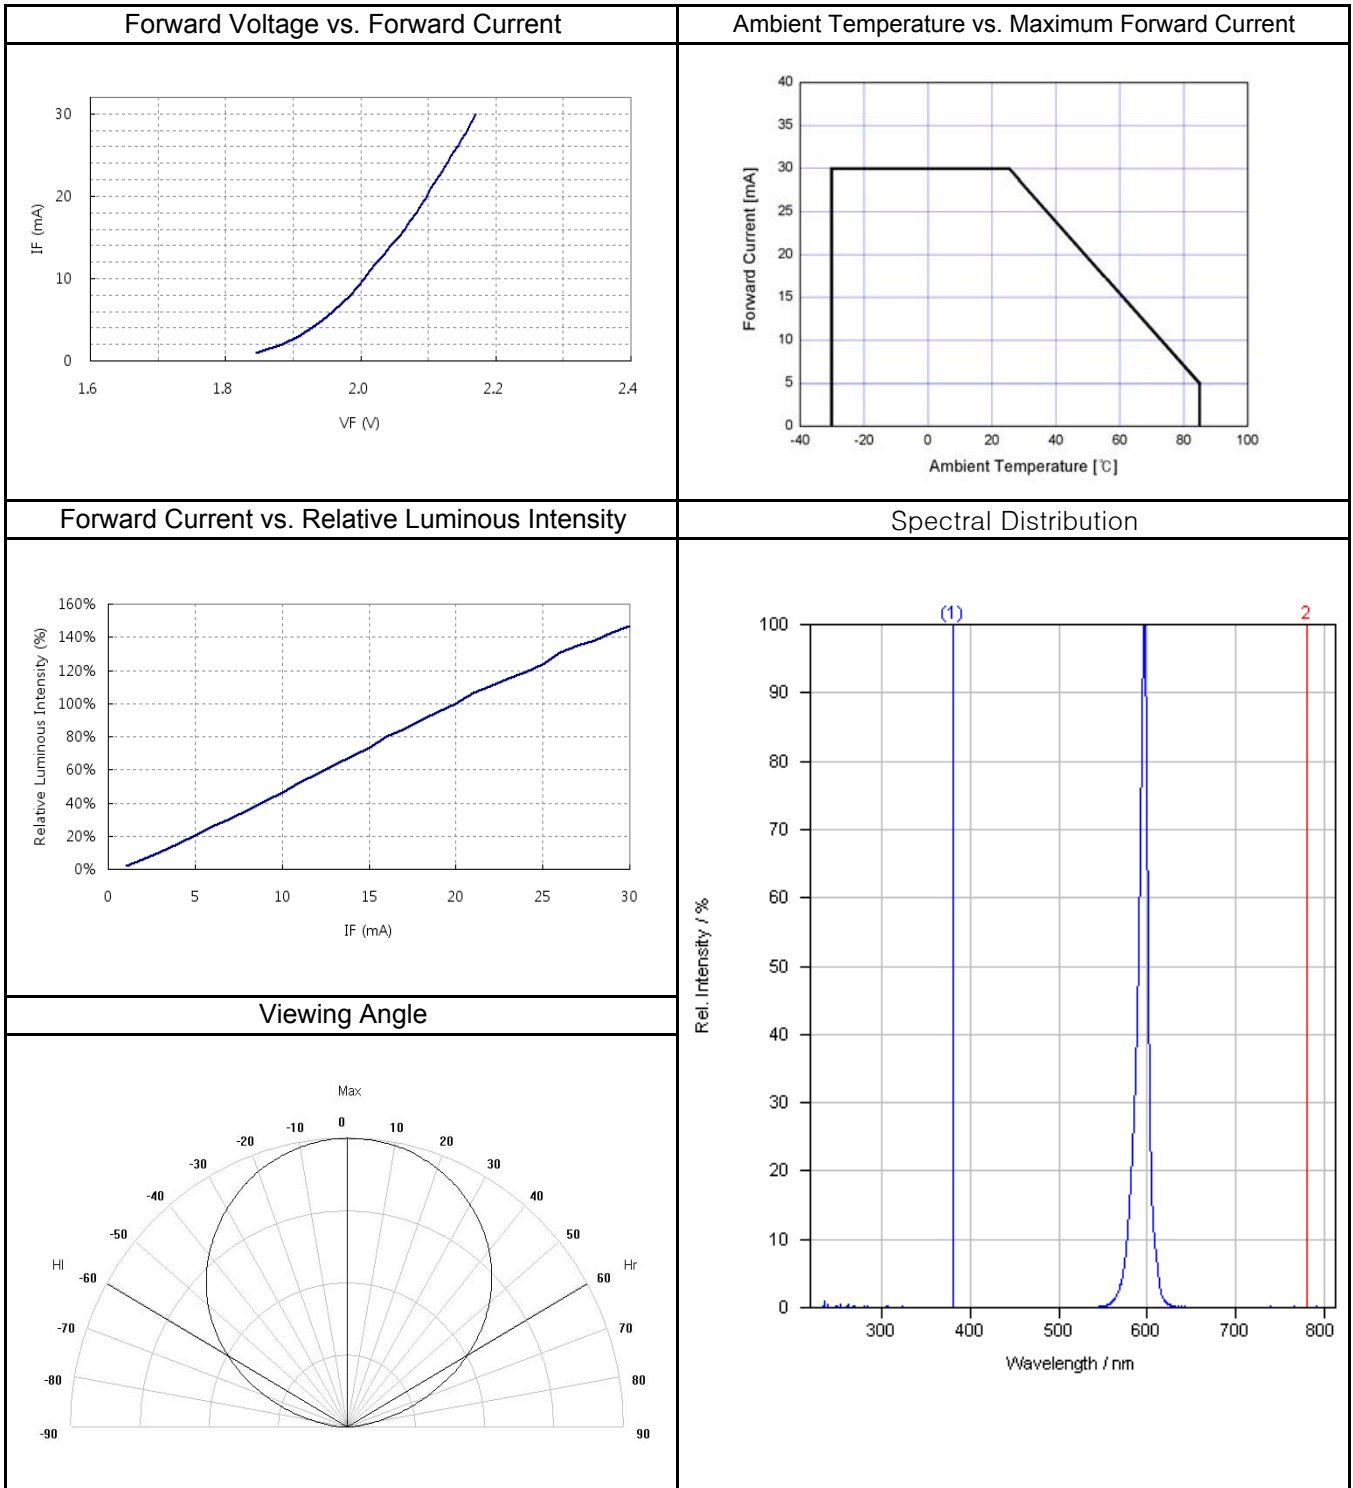 Forward Voltage vs. Forward Current
30
20
10
0
IF (mA)
1.6 1.8 2.0 2.2 2.4
VF (V)
Ambient Temperature vs. Maximum Forward Current
40
35
30
25
20
15
10
5
0
Forward Current [mA]
-40 -20 0 20 40 60 80 100
Ambient Temperature [℃]
Forward Current vs. Relative Luminous Intensity
160%
140%
120%
100%
80%
60%
40%
20%
0%
Relative Luminous Intensity (%)
0 5 10 15 20 25 30
IF (mA)
Spectral Distribution
(1) 2
100
90
80
70
60
50
40
30
20
10
0
Rel. Intensity / %
300 400 500 600 700 800
Wavelength / nm
Viewing Angle
Max
-10 0 10
-20 20
-30 30
-40 40
-50 50
Hl Hr
-60 60
-70 70
-80 80
-90 90